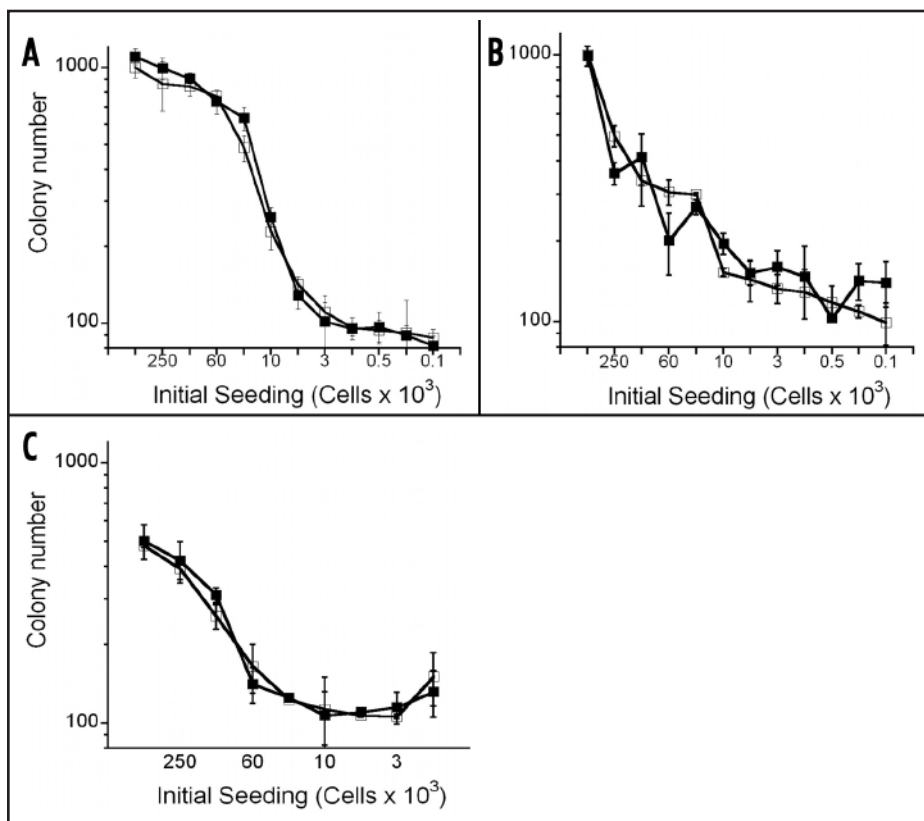 A
1000
100
Colony number
250 60 10 3 0.5 0.1
Initial Seeding (Cells x 10³)
B
1000
100
250 60 10 3 0.5 0.1
Initial Seeding (Cells x 10³)
C
1000
100
Colony number
250 60 10 3
Initial Seeding (Cells x 10³)